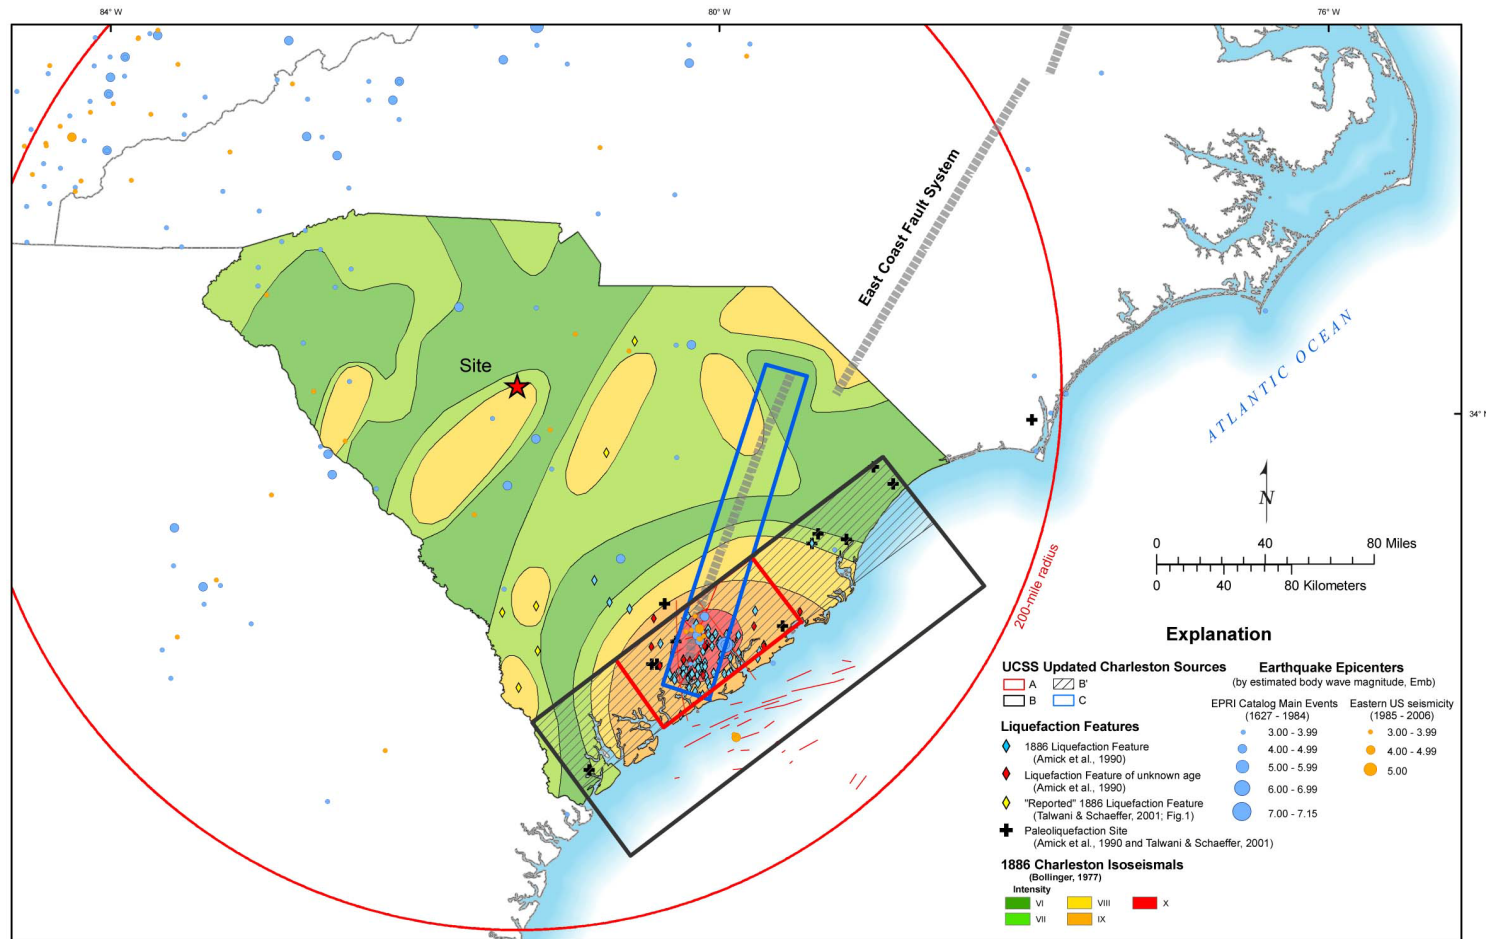 84° W
80° W
76° W
East Coast Fault System
Site
ATLANTIC OCEAN
34° N
N
0 40 80 Miles
0 40 80 Kilometers
200-mile radius
Explanation
UCSS Updated Charleston Sources
A
B'
B
C
Liquefaction Features
1886 Liquefaction Feature
(Amick et al., 1990)
Liquefaction Feature of unknown age
(Amick et al., 1990)
"Reported" 1886 Liquefaction Feature
(Talwani & Schaeffer, 2001; Fig.1)
Paleoliquefaction Site
(Amick et al., 1990 and Talwani & Schaeffer, 2001)
1886 Charleston Isoseismals
(Bollinger, 1977)
Intensity
VI
VIII
X
VII
IX
Earthquake Epicenters
(by estimated body wave magnitude, Emb)
EPRI Catalog Main Events
(1627 - 1984)
3.00 - 3.99
4.00 - 4.99
5.00 - 5.99
6.00 - 6.99
7.00 - 7.15
Eastern US seismicity
(1985 - 2006)
3.00 - 3.99
4.00 - 4.99
5.00